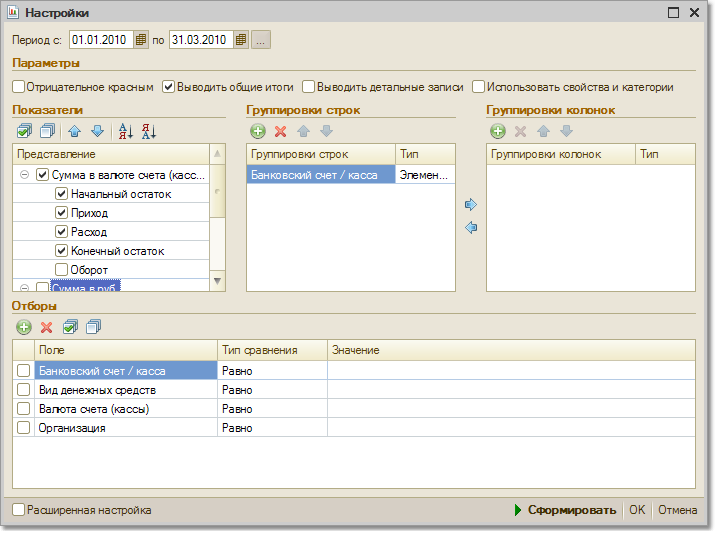 Настройки
Период с: 01.01.2010 по 31.03.2010 ...
Параметры
Отрицательное красным Выводить общие итоги Выводить детальные записи Использовать свойства и категории
Показатели Группировки строк Группировки колонок
Представление Группировки строк Тип Группировки колонок Тип
Сумма в валюте счета (касс... Банковский счет / касса Элемен...
Начальный остаток
Приход
Расход
Конечный остаток
Оборот
Сумма в руб.
Отборы
Поле Тип сравнения Значение
Банковский счет / касса Равно
Вид денежных средств Равно
Валюта счета (кассы) Равно
Организация Равно
Расширенная настройка Сформировать OK Отмена